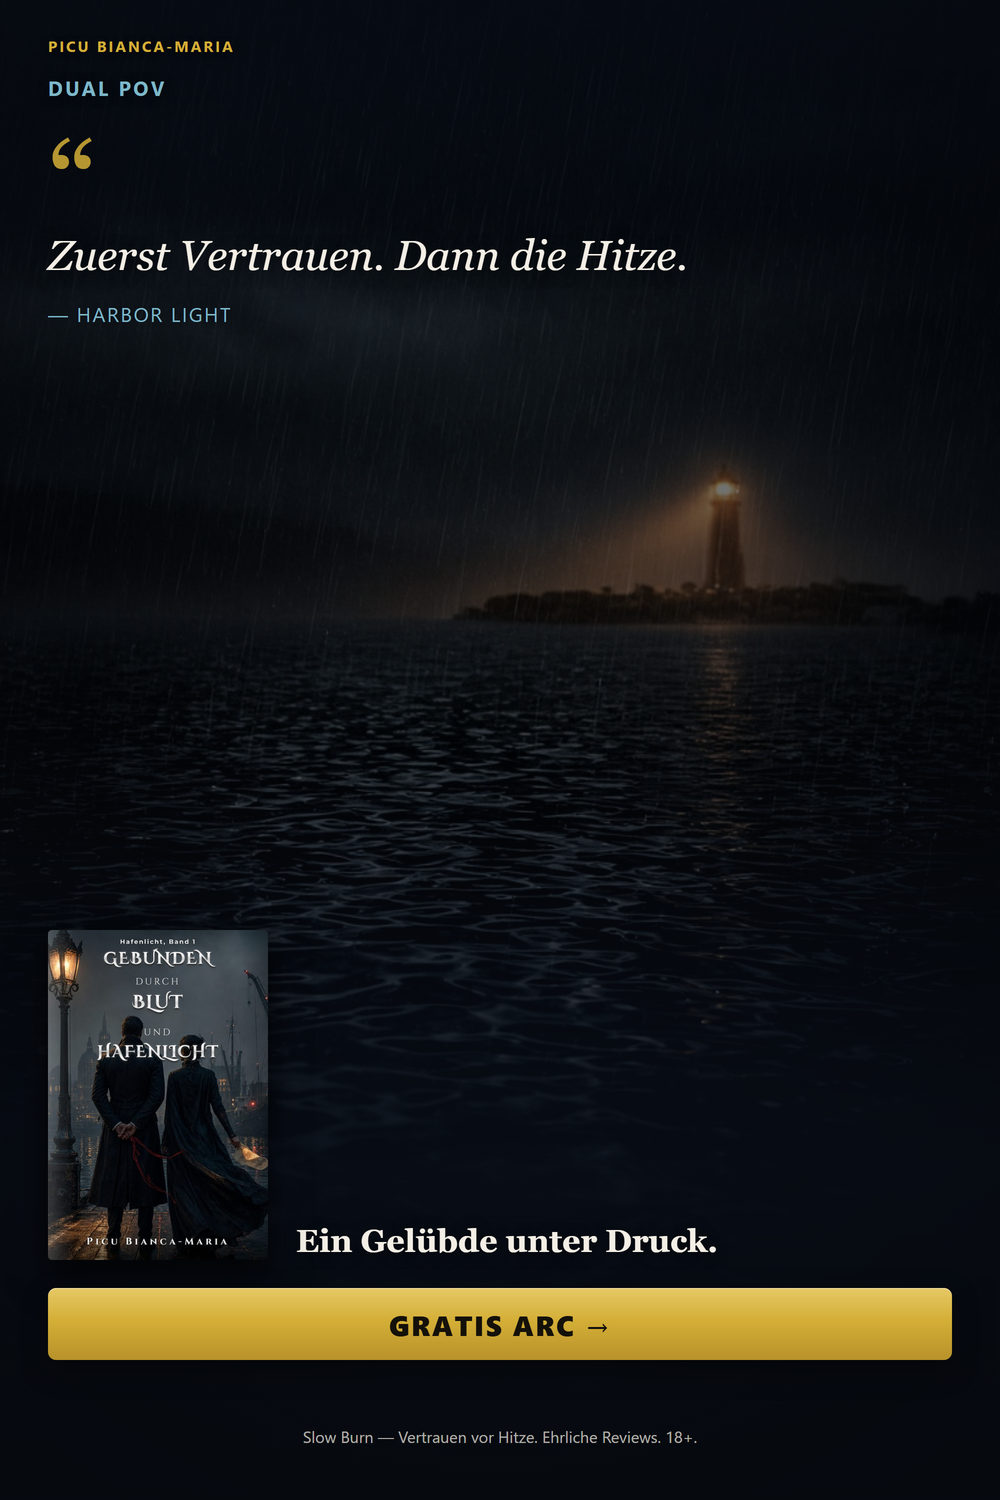 PICU BIANCA-MARIA
DUAL POV
“
Zuerst Vertrauen. Dann die Hitze.
— HARBOR LIGHT
Hafenlicht, Band 1
GEBUNDEN
DURCH
BLUT
UND
HAFENLICHT
PICU BIANCA-MARIA
Ein Gelübde unter Druck.
GRATIS ARC →
Slow Burn — Vertrauen vor Hitze. Ehrliche Reviews. 18+.